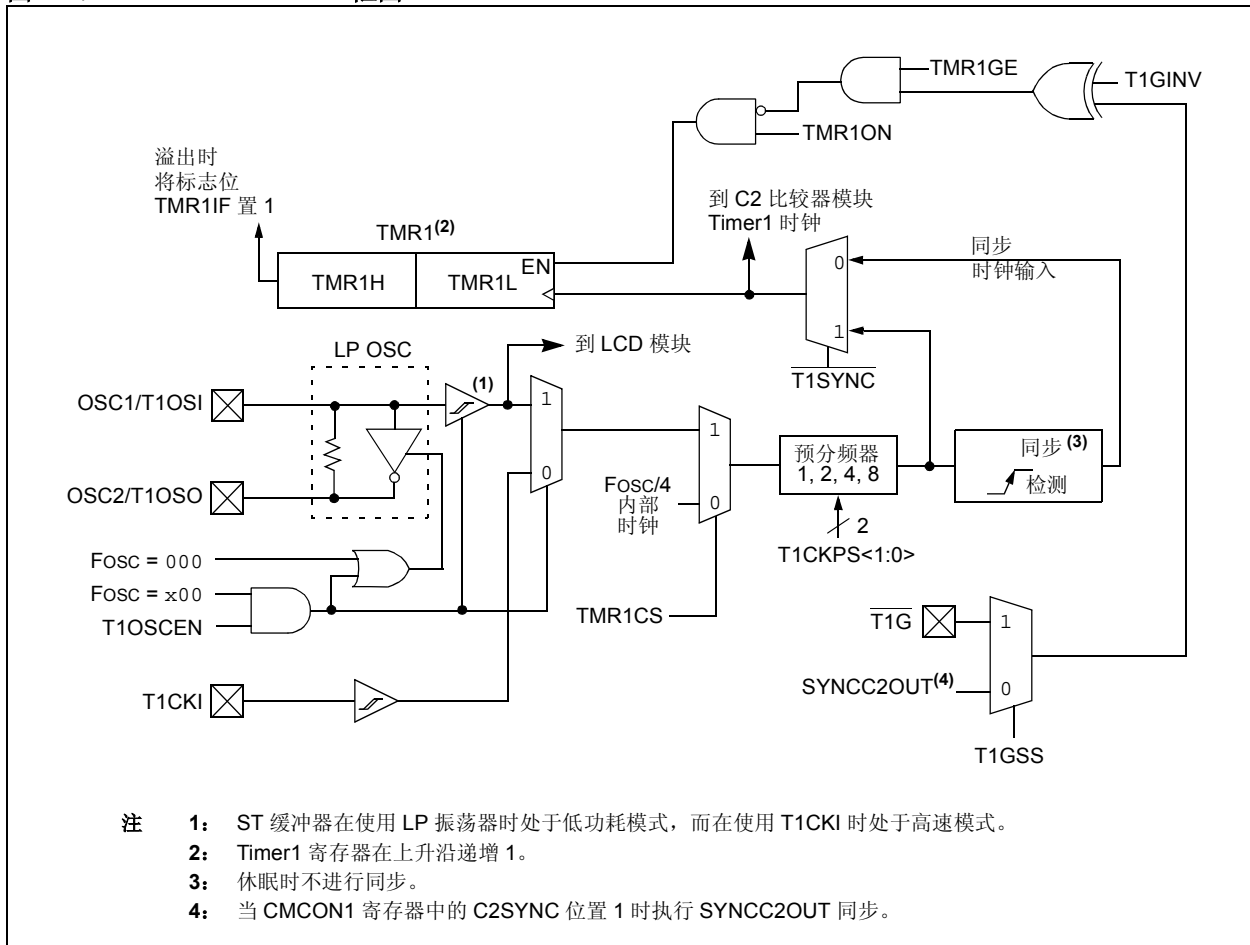 TMR1GE
T1GINV
TMR1ON
溢出时
将标志位
TMR1IF 置 1
到 C2 比较器模块
Timer1 时钟
TMR1(2)
EN
TMR1H
TMR1L
0
同步
时钟输入
1
T1SYNC
到 LCD 模块
LP OSC
(1)
OSC1/T1OSI
1
0
OSC2/T1OSO
1
FOSC/4
内部
时钟
0
预分频器
1, 2, 4, 8
同步 (3)
检测
2
T1CKPS<1:0>
FOSC = 000
FOSC = x00
T1OSCEN
TMR1CS
T1G
1
SYNCC2OUT(4)
0
T1CKI
T1GSS
注 1: ST 缓冲器在使用 LP 振荡器时处于低功耗模式，而在使用 T1CKI 时处于高速模式。
2: Timer1 寄存器在上升沿递增 1。
3: 休眠时不进行同步。
4: 当 CMCON1 寄存器中的 C2SYNC 位置 1 时执行 SYNCC2OUT 同步。